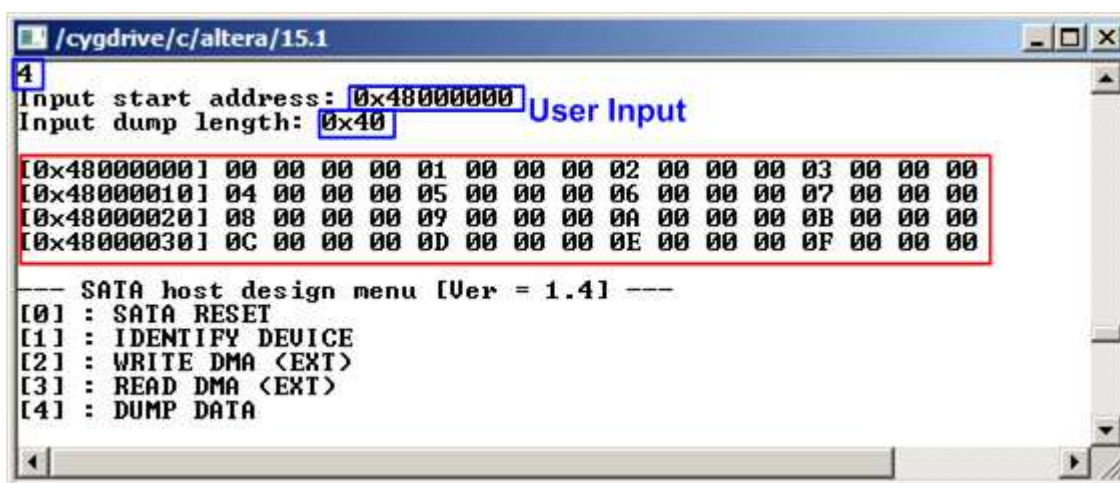 /cygdrive/c/altera/15.1
4
Input start address: 0x48000000
User Input
Input dump length: 0x40
[0x48000000] 00 00 00 00 01 00 00 00 02 00 00 00 03 00 00 00
[0x48000010] 04 00 00 00 05 00 00 00 06 00 00 00 07 00 00 00
[0x48000020] 08 00 00 00 09 00 00 00 0A 00 00 00 0B 00 00 00
[0x48000030] 0C 00 00 00 0D 00 00 00 0E 00 00 00 0F 00 00 00
--- SATA host design menu [Ver = 1.4] ---
[0] : SATA RESET
[1] : IDENTIFY DEVICE
[2] : WRITE DMA (EXT)
[3] : READ DMA (EXT)
[4] : DUMP DATA